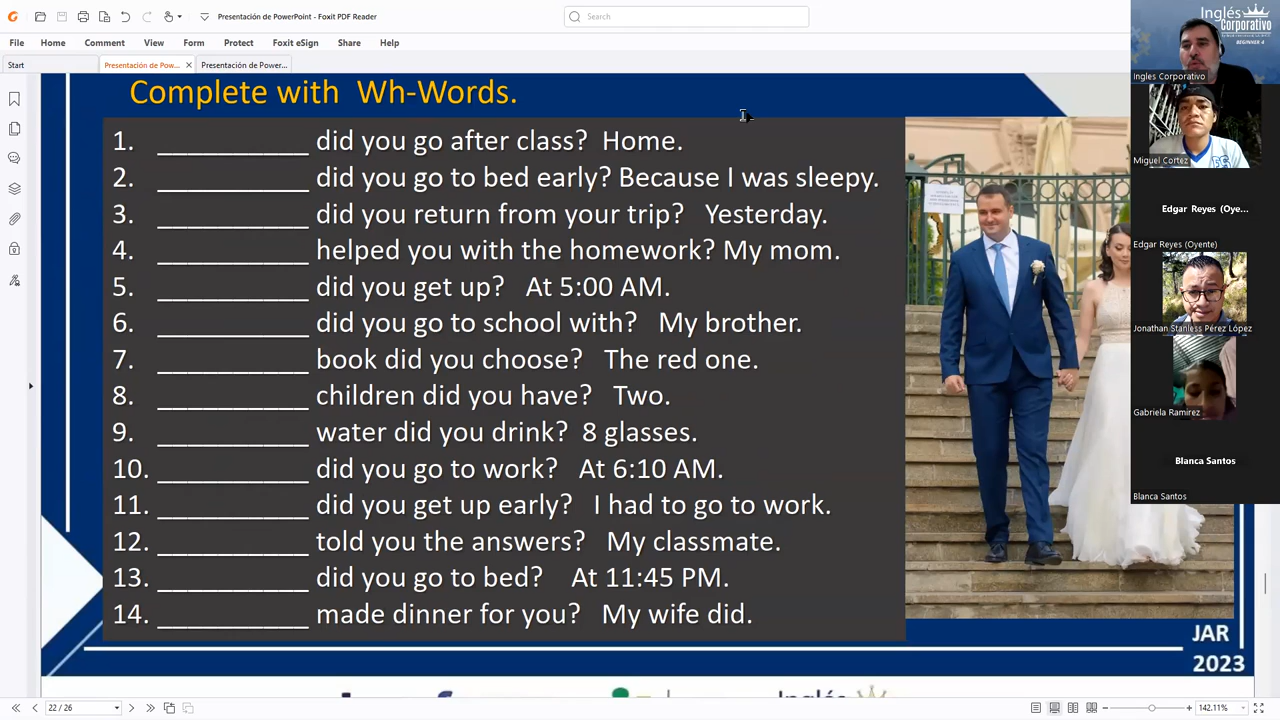 Presentación de PowerPoint - Foxit PDF Reader
Search
File Home Comment View Form Protect Foxit eSign Share Help
Start
Presentación de Pow... ×
Presentación de Power...
Complete with Wh-Words.
1. ___________ did you go after class? Home.
2. ___________ did you go to bed early? Because I was sleepy.
3. ___________ did you return from your trip? Yesterday.
4. ___________ helped you with the homework? My mom.
5. ___________ did you get up? At 5:00 AM.
6. ___________ did you go to school with? My brother.
7. ___________ book did you choose? The red one.
8. ___________ children did you have? Two.
9. ___________ water did you drink? 8 glasses.
10. ___________ did you go to work? At 6:10 AM.
11. ___________ did you get up early? I had to go to work.
12. ___________ told you the answers? My classmate.
13. ___________ did you go to bed? At 11:45 PM.
14. ___________ made dinner for you? My wife did.
JAR
2023
Inglés
Corporativo
BEGINNER 4
Ingles Corporativo
Miguel Cortez
Edgar Reyes (Oye...
Edgar Reyes (Oyente)
Jonathan Stanless Pérez López
Gabriela Ramirez
Blanca Santos
Blanca Santos
22 / 26
142.11%